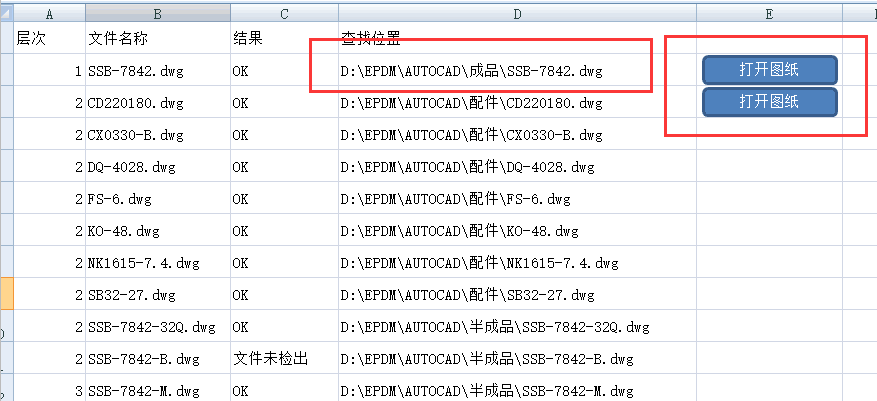 A B C D E
层次 文件名称 结果 查找位置
1 SSB-7842.dwg OK D:\EPDM\AUTOCAD\成品\SSB-7842.dwg 打开图纸
2 CD220180.dwg OK D:\EPDM\AUTOCAD\配件\CD220180.dwg 打开图纸
2 CX0330-B.dwg OK D:\EPDM\AUTOCAD\配件\CX0330-B.dwg
2 DQ-4028.dwg OK D:\EPDM\AUTOCAD\配件\DQ-4028.dwg
2 FS-6.dwg OK D:\EPDM\AUTOCAD\配件\FS-6.dwg
2 KO-48.dwg OK D:\EPDM\AUTOCAD\配件\KO-48.dwg
2 NK1615-7.4.dwg OK D:\EPDM\AUTOCAD\配件\NK1615-7.4.dwg
2 SB32-27.dwg OK D:\EPDM\AUTOCAD\配件\SB32-27.dwg
2 SSB-7842-32Q.dwg OK D:\EPDM\AUTOCAD\半成品\SSB-7842-32Q.dwg
2 SSB-7842-B.dwg 文件未检出 D:\EPDM\AUTOCAD\半成品\SSB-7842-B.dwg
3 SSB-7842-M.dwg OK D:\EPDM\AUTOCAD\半成品\SSB-7842-M.dwg